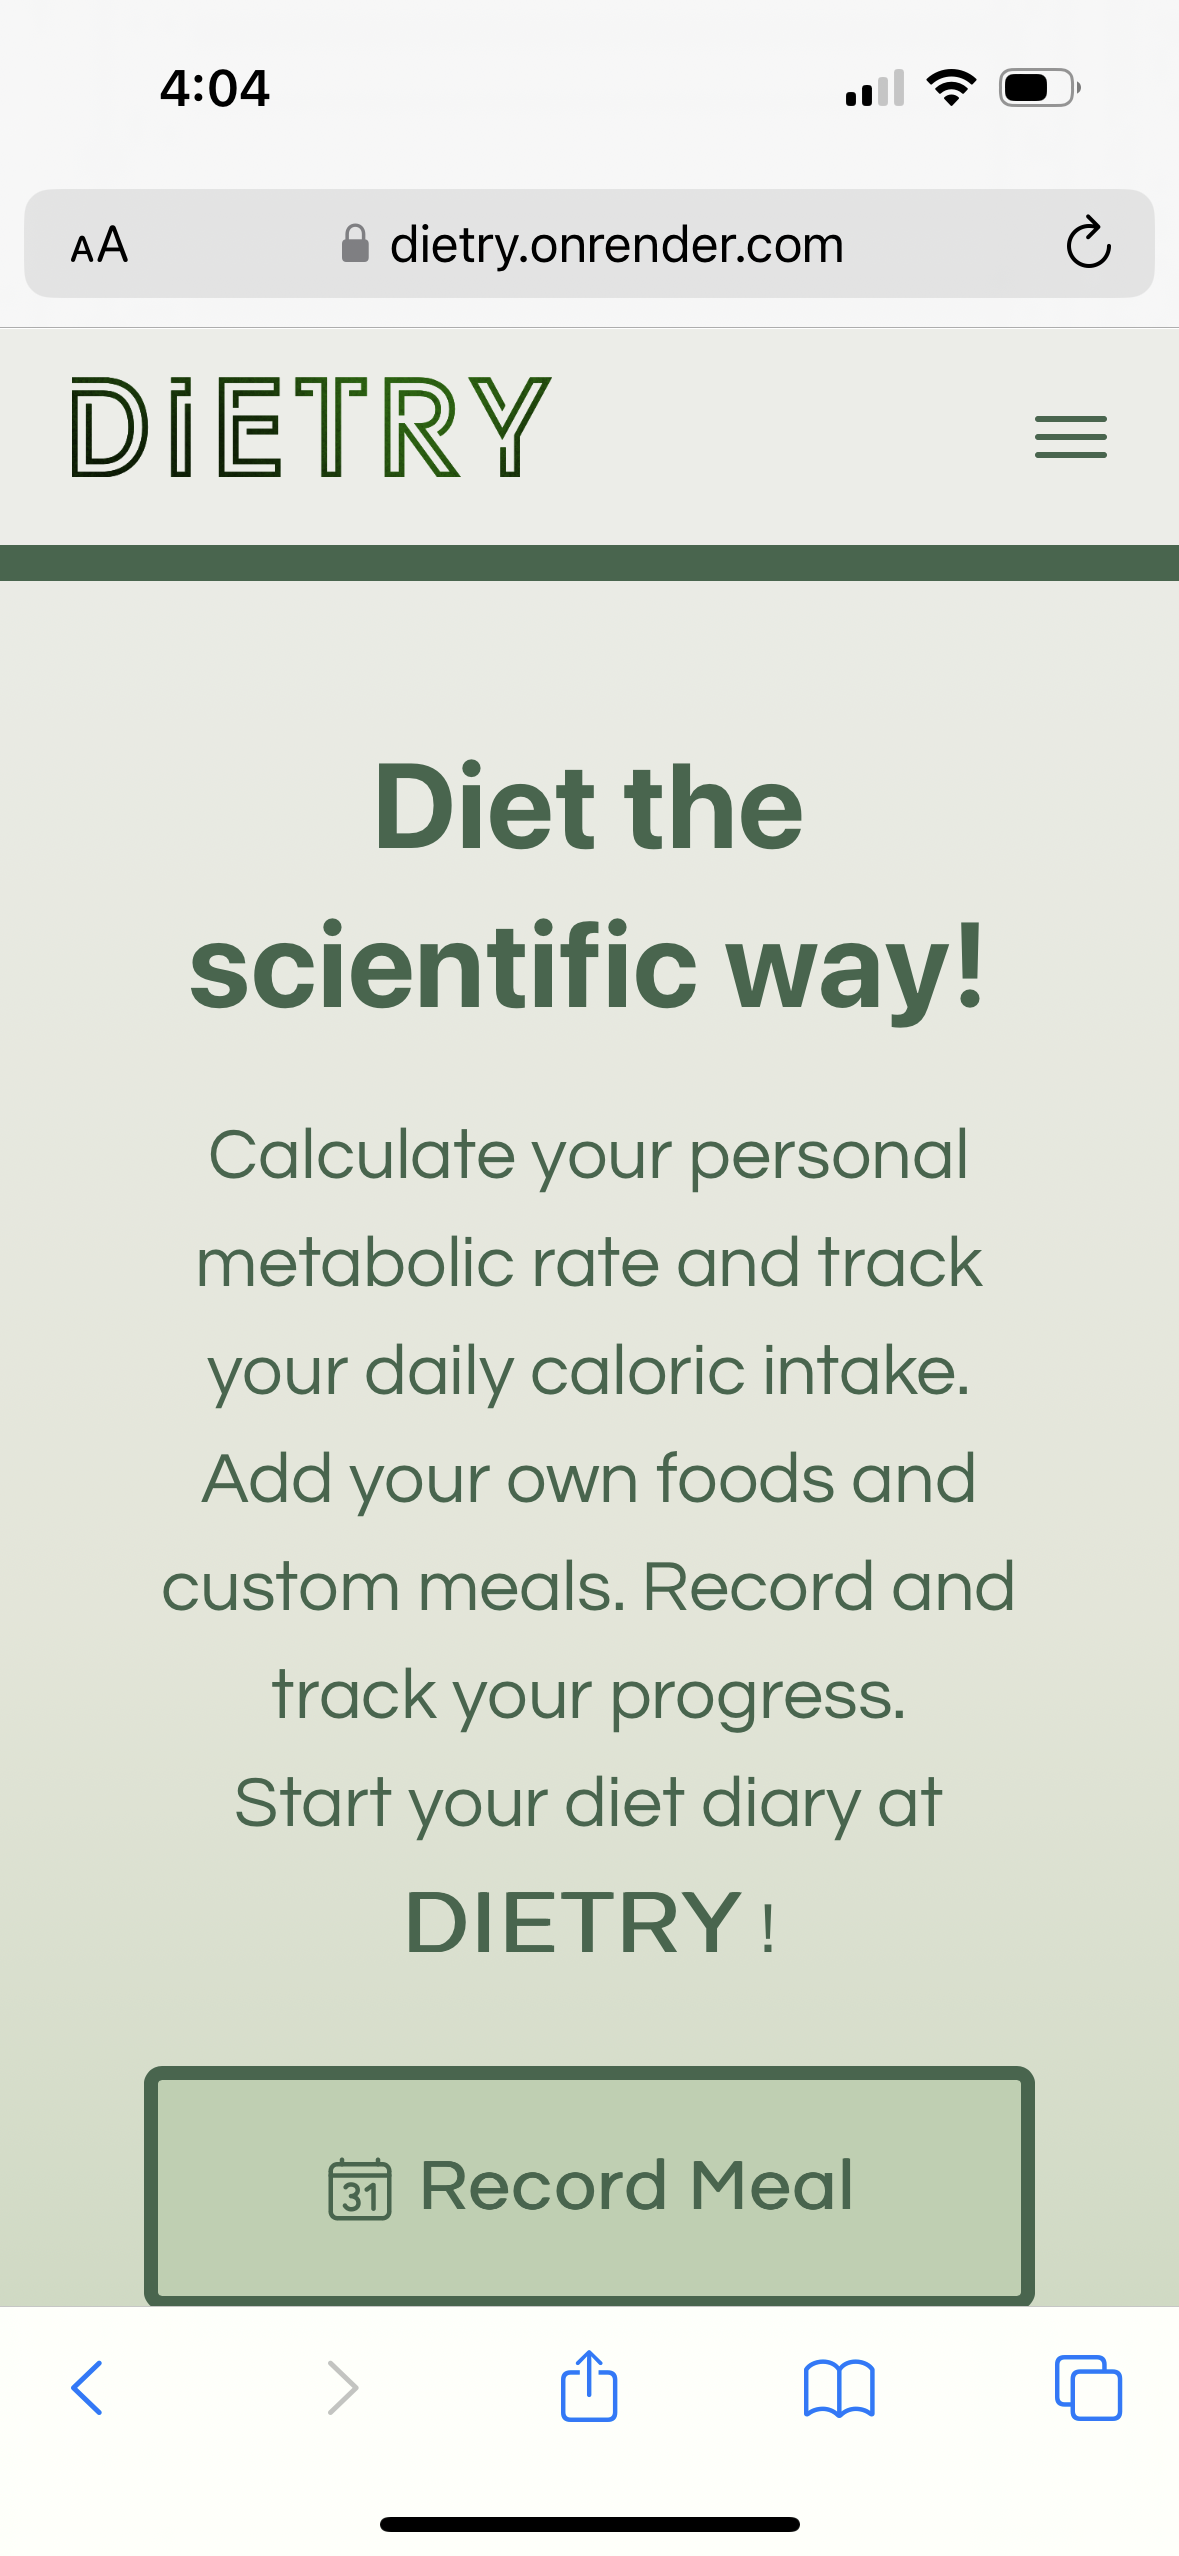 4:04
AA dietry.onrender.com
DiETRY
Diet the
scientific way!
Calculate your personal
metabolic rate and track
your daily caloric intake.
Add your own foods and
custom meals. Record and
track your progress.
Start your diet diary at
DIETRY !
31 Record Meal